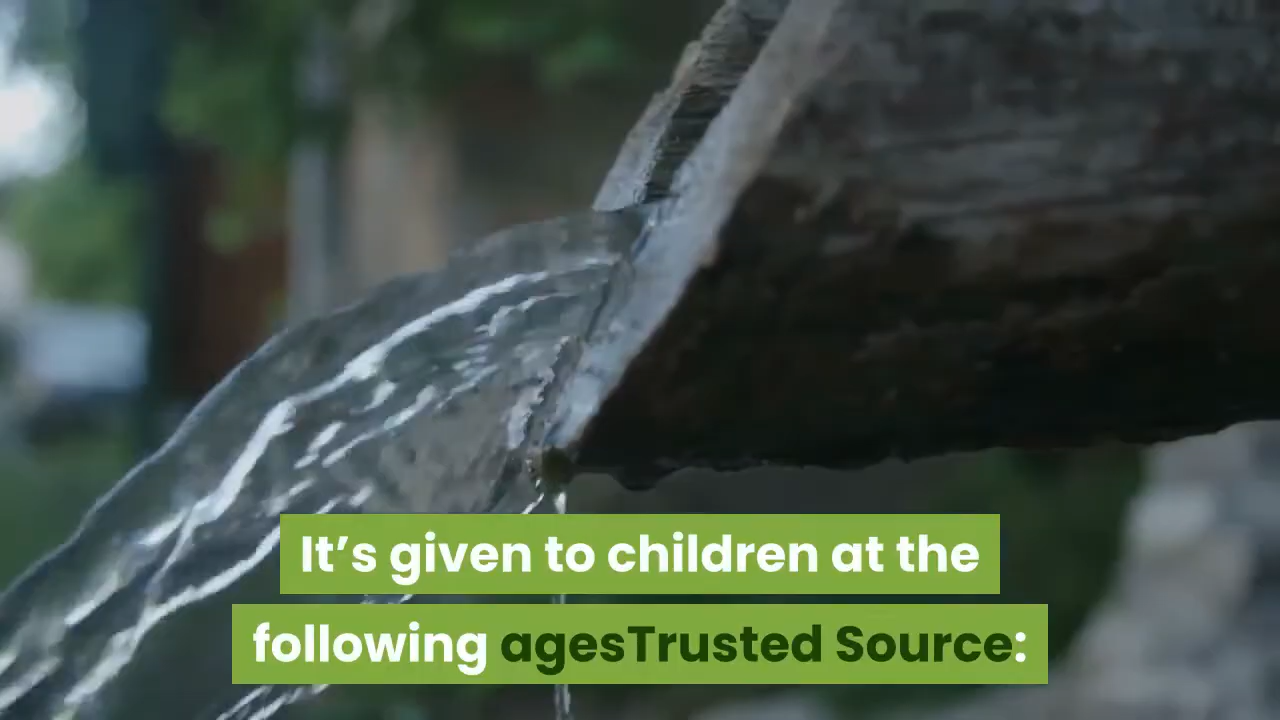 It’s given to children at the
following agesTrusted Source: